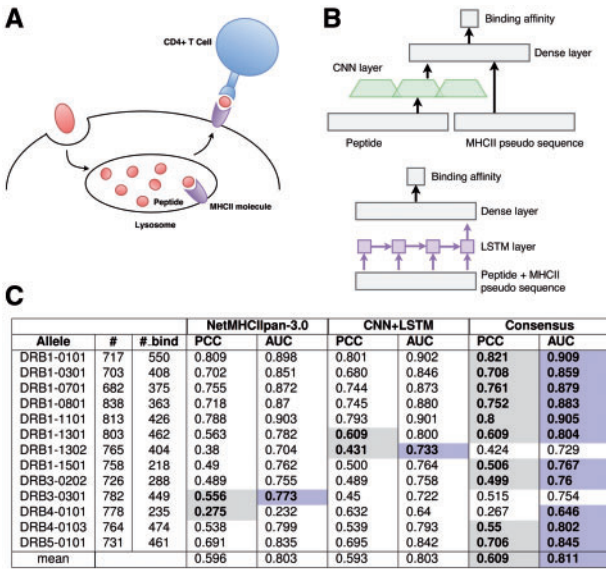 A
CD4+ T Cell
Peptide
MHCII molecule
Lysosome
B
Binding affinity
Dense layer
CNN layer
Peptide
MHCII pseudo sequence
Binding affinity
Dense layer
LSTM layer
Peptide + MHCII
pseudo sequence
C
NetMHCIIpan-3.0 CNN+LSTM Consensus
Allele # #_bind PCC AUC PCC AUC PCC AUC
DRB1-0101 717 550 0.809 0.898 0.801 0.902 0.821 0.909
DRB1-0301 703 408 0.702 0.851 0.680 0.846 0.708 0.859
DRB1-0701 682 375 0.755 0.872 0.744 0.873 0.761 0.879
DRB1-0801 838 363 0.718 0.87 0.745 0.880 0.752 0.883
DRB1-1101 813 426 0.788 0.903 0.793 0.901 0.8 0.905
DRB1-1301 803 462 0.563 0.782 0.609 0.800 0.609 0.804
DRB1-1302 765 404 0.38 0.704 0.431 0.733 0.424 0.729
DRB1-1501 758 218 0.49 0.762 0.500 0.764 0.506 0.767
DRB3-0202 726 288 0.489 0.755 0.489 0.758 0.499 0.76
DRB3-0301 782 449 0.556 0.773 0.45 0.722 0.515 0.754
DRB4-0101 778 235 0.275 0.232 0.632 0.64 0.267 0.646
DRB4-0103 764 474 0.538 0.799 0.539 0.793 0.55 0.802
DRB5-0101 731 461 0.691 0.835 0.695 0.842 0.706 0.845
mean 0.596 0.803 0.593 0.803 0.609 0.811